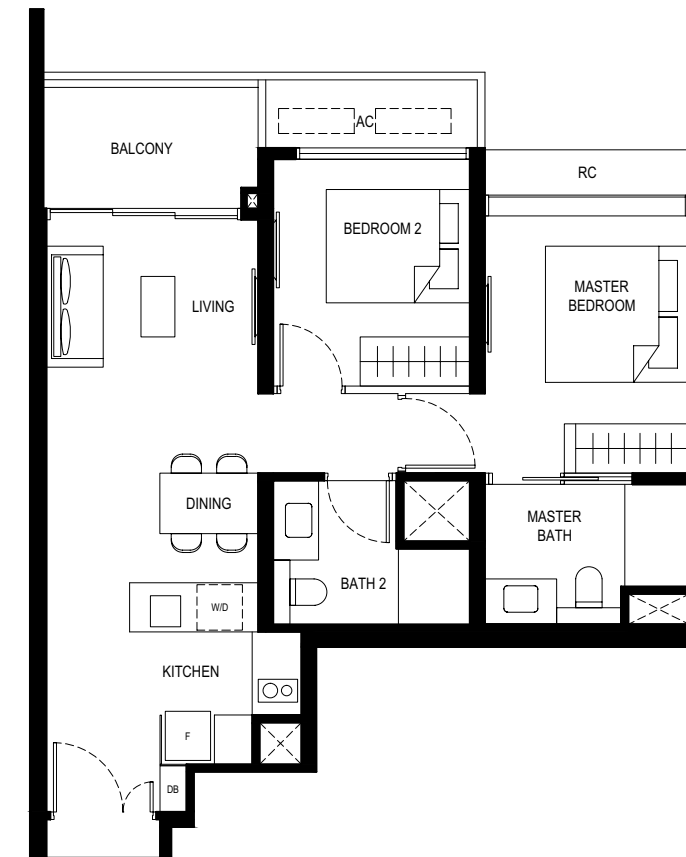 BALCONY
AC
RC
BEDROOM 2
MASTER
BEDROOM
LIVING
DINING
MASTER
BATH
BATH 2
W/D
KITCHEN
F
DB